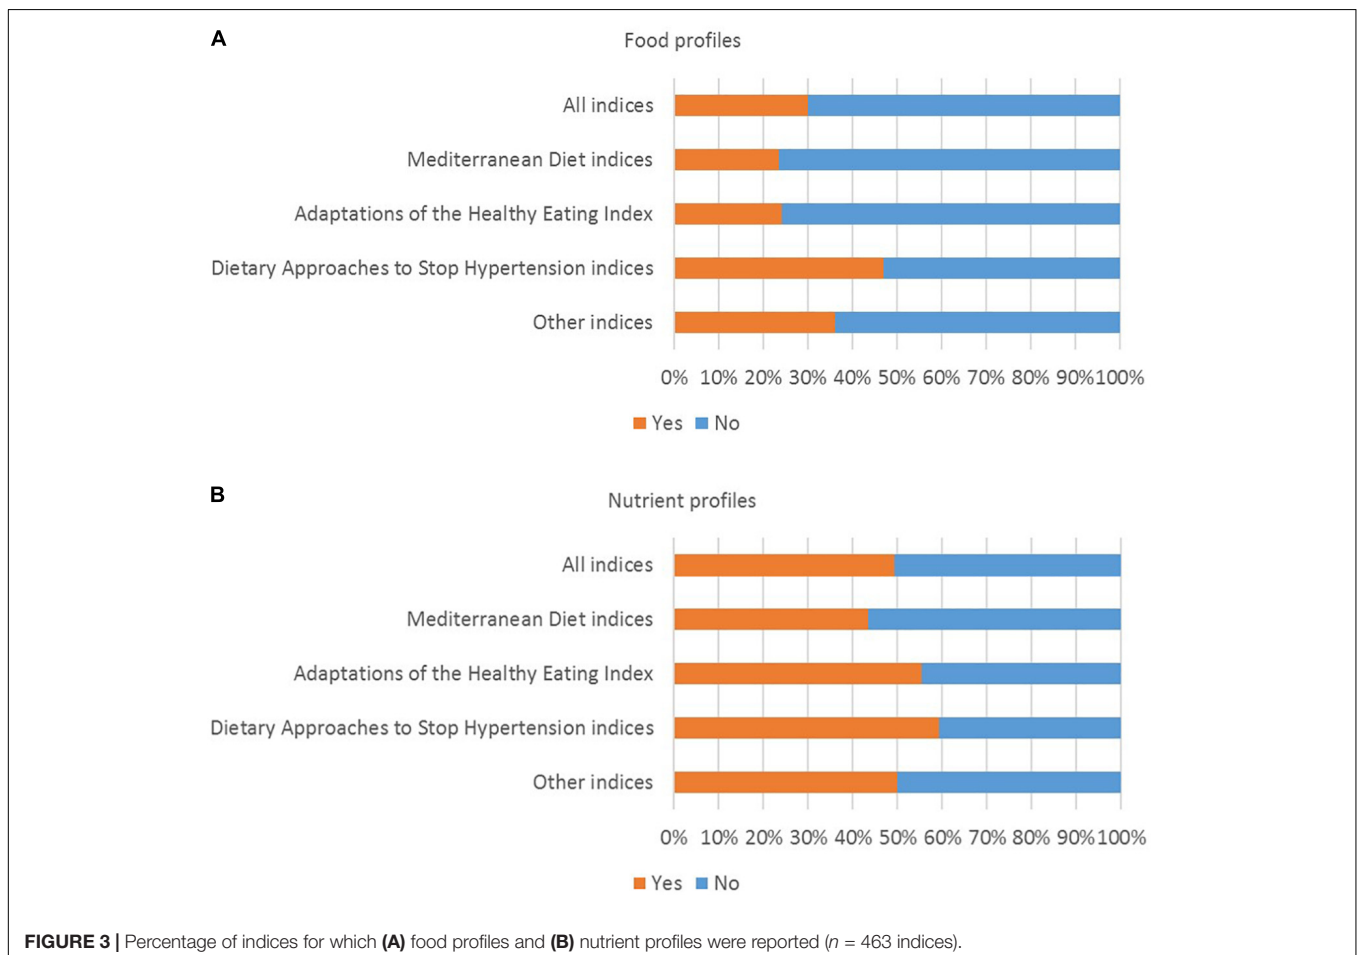 A
Food profiles
All indices
Mediterranean Diet indices
Adaptations of the Healthy Eating Index
Dietary Approaches to Stop Hypertension indices
Other indices
0% 10% 20% 30% 40% 50% 60% 70% 80% 90% 100%
Yes No
B
Nutrient profiles
All indices
Mediterranean Diet indices
Adaptations of the Healthy Eating Index
Dietary Approaches to Stop Hypertension indices
Other indices
0% 10% 20% 30% 40% 50% 60% 70% 80% 90% 100%
Yes No
FIGURE 3 | Percentage of indices for which (A) food profiles and (B) nutrient profiles were reported (n = 463 indices).